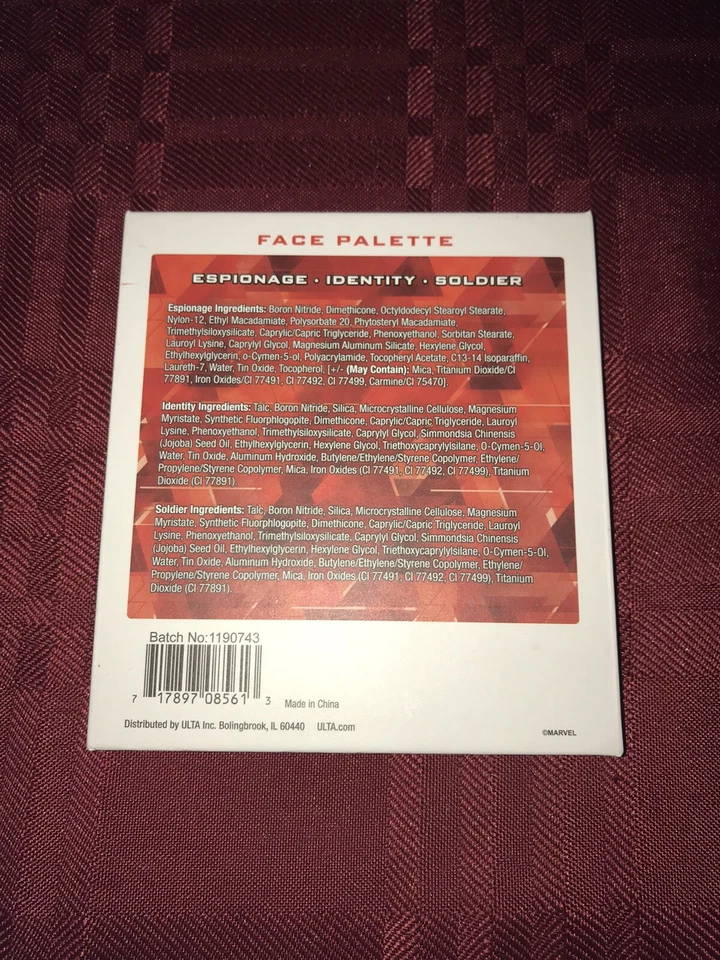 FACE PALETTE
ESPIONAGE · IDENTITY · SOLDIER
Espionage Ingredients: Boron Nitride, Dimethicone, Octyldodecyl Stearoyl Stearate,
Nylon-12, Ethyl Macadamiate, Polysorbate 20, Phytosteryl Macadamiate,
Trimethylsiloxysilicate, Caprylic/Capric Triglyceride, Phenoxyethanol, Sorbitan Stearate,
Lauroyl Lysine, Caprylyl Glycol, Magnesium Aluminum Silicate, Hexylene Glycol,
Ethylhexylglycerin, o-Cymen-5-ol, Polyacrylamide, Tocopheryl Acetate, C13-14 Isoparaffin,
Laureth-7, Water, Tin Oxide, Tocopherol, [+/- (May Contain): Mica, Titanium Dioxide/CI
77891, Iron Oxides/CI 77491, CI 77492, CI 77499, Carmine/CI 75470].
Identity Ingredients: Talc, Boron Nitride, Silica, Microcrystalline Cellulose, Magnesium
Myristate, Synthetic Fluorphlogopite, Dimethicone, Caprylic/Capric Triglyceride, Lauroyl
Lysine, Phenoxyethanol, Trimethylsiloxysilicate, Caprylyl Glycol, Simmondsia Chinensis
(Jojoba) Seed Oil, Ethylhexylglycerin, Hexylene Glycol, Triethoxycaprylylsilane, O-Cymen-5-Ol,
Water, Tin Oxide, Aluminum Hydroxide, Butylene/Ethylene/Styrene Copolymer, Ethylene/
Propylene/Styrene Copolymer, Mica, Iron Oxides (CI 77491, CI 77492, CI 77499), Titanium
Dioxide (CI 77891).
Soldier Ingredients: Talc, Boron Nitride, Silica, Microcrystalline Cellulose, Magnesium
Myristate, Synthetic Fluorphlogopite, Dimethicone, Caprylic/Capric Triglyceride, Lauroyl
Lysine, Phenoxyethanol, Trimethylsiloxysilicate, Caprylyl Glycol, Simmondsia Chinensis
(Jojoba) Seed Oil, Ethylhexylglycerin, Hexylene Glycol, Triethoxycaprylylsilane, O-Cymen-5-Ol,
Water, Tin Oxide, Aluminum Hydroxide, Butylene/Ethylene/Styrene Copolymer, Ethylene/
Propylene/Styrene Copolymer, Mica, Iron Oxides (CI 77491, CI 77492, CI 77499), Titanium
Dioxide (CI 77891).
Batch No:1190743
7 17897 08561 3 Made in China
Distributed by ULTA Inc. Bolingbrook, IL 60440 ULTA.com
©MARVEL